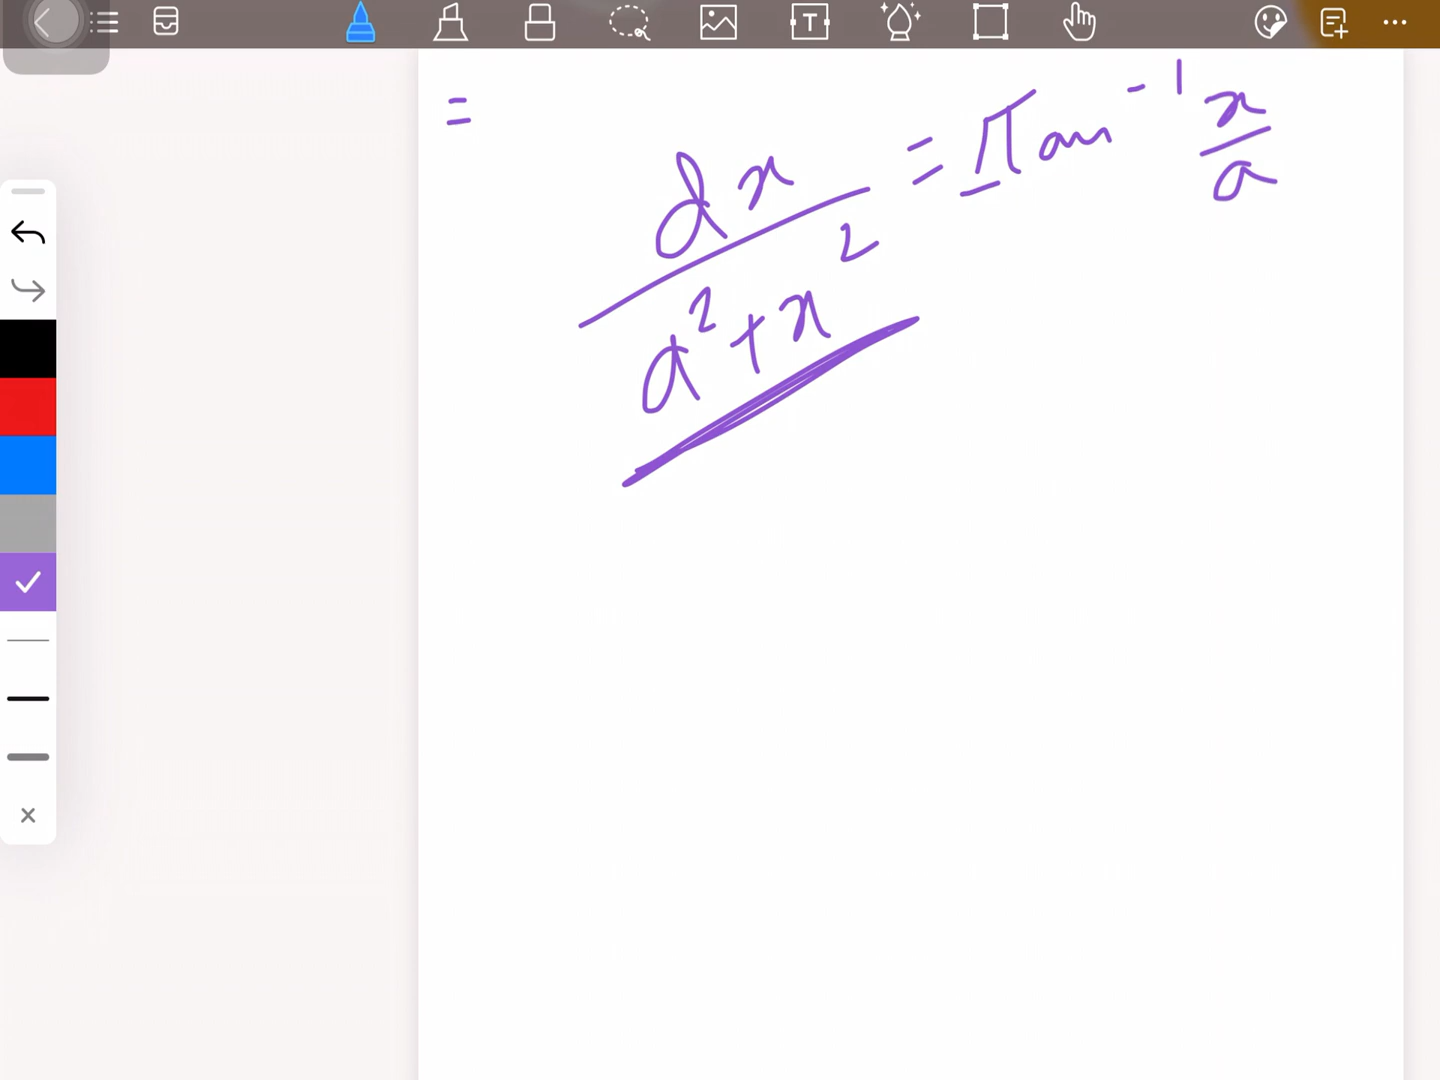 =
dx / a² + x² = Tan⁻¹ x/a
T